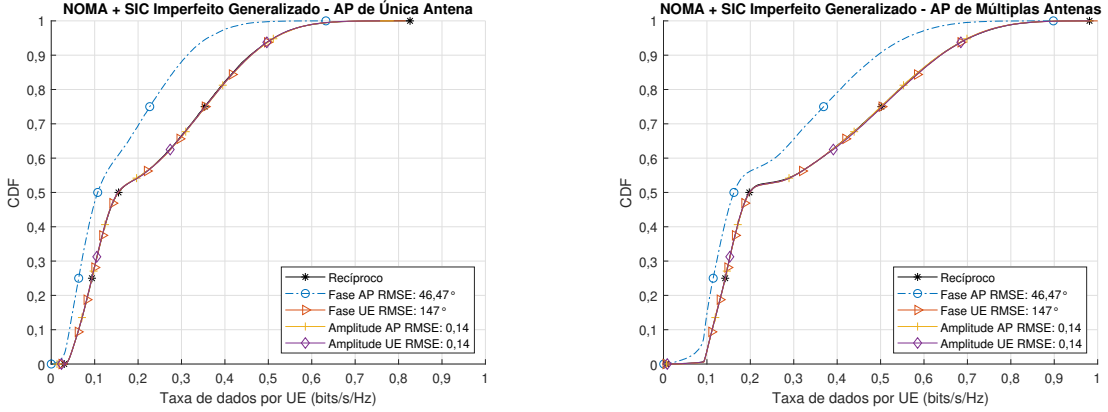 NOMA + SIC Imperfeito Generalizado - AP de Única Antena
1
0,9
0,8
0,7
0,6
0,5
0,4
0,3
0,2
0,1
0
CDF
Recíproco
Fase AP RMSE: 46,47°
Fase UE RMSE: 147°
Amplitude AP RMSE: 0,14
Amplitude UE RMSE: 0,14
0 0,1 0,2 0,3 0,4 0,5 0,6 0,7 0,8 0,9 1
Taxa de dados por UE (bits/s/Hz)
NOMA + SIC Imperfeito Generalizado - AP de Múltiplas Antenas
1
0,9
0,8
0,7
0,6
0,5
0,4
0,3
0,2
0,1
0
CDF
Recíproco
Fase AP RMSE: 46,47°
Fase UE RMSE: 147°
Amplitude AP RMSE: 0,14
Amplitude UE RMSE: 0,14
0 0,1 0,2 0,3 0,4 0,5 0,6 0,7 0,8 0,9 1
Taxa de dados por UE (bits/s/Hz)